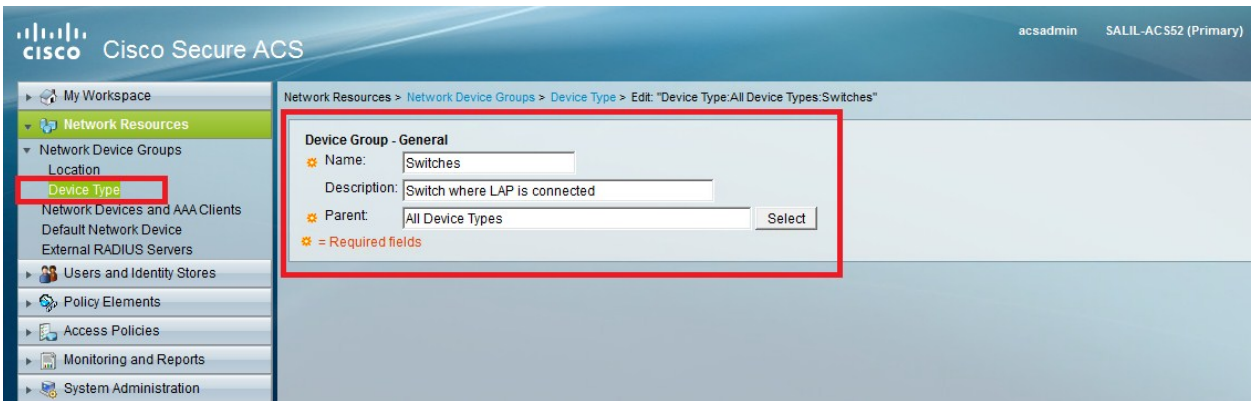 cisco Cisco Secure ACS
acsadmin SALIL-ACS52 (Primary)
My Workspace
Network Resources
Network Device Groups
Location
Device Type
Network Devices and AAA Clients
Default Network Device
External RADIUS Servers
Users and Identity Stores
Policy Elements
Access Policies
Monitoring and Reports
System Administration
Network Resources > Network Device Groups > Device Type > Edit: "Device Type:All Device Types:Switches"
Device Group - General
Name: Switches
Description: Switch where LAP is connected
Parent: All Device Types Select
= Required fields